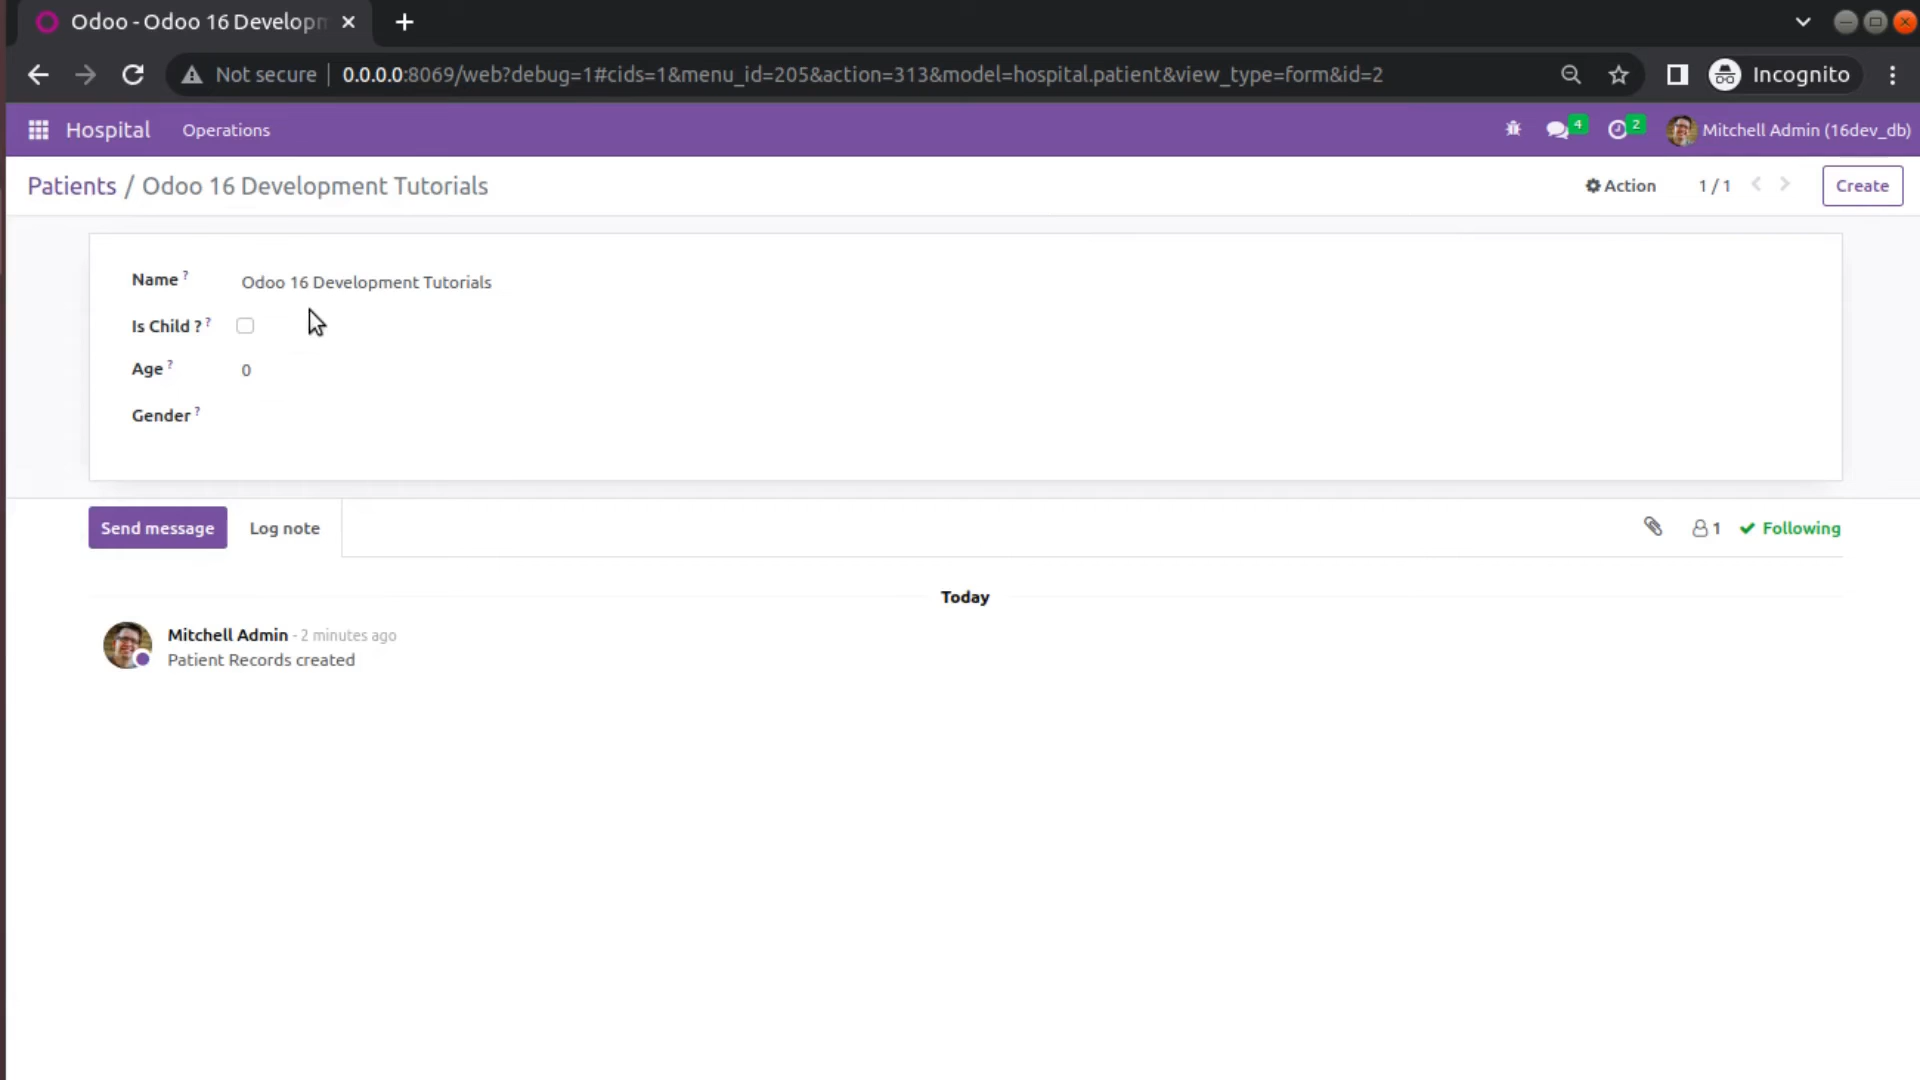 Odoo - Odoo 16 Developm
Not secure 0.0.0.0:8069/web?debug=1#cids=1&menu_id=205&action=313&model=hospital.patient&view_type=form&id=2 Incognito
Hospital Operations 4 2 Mitchell Admin (16dev_db)
Patients / Odoo 16 Development Tutorials Action 1 / 1 Create
Name ? Odoo 16 Development Tutorials
Is Child ? ?
Age ? 0
Gender ?
Send message Log note 1 Following
Today
Mitchell Admin - 2 minutes ago
Patient Records created